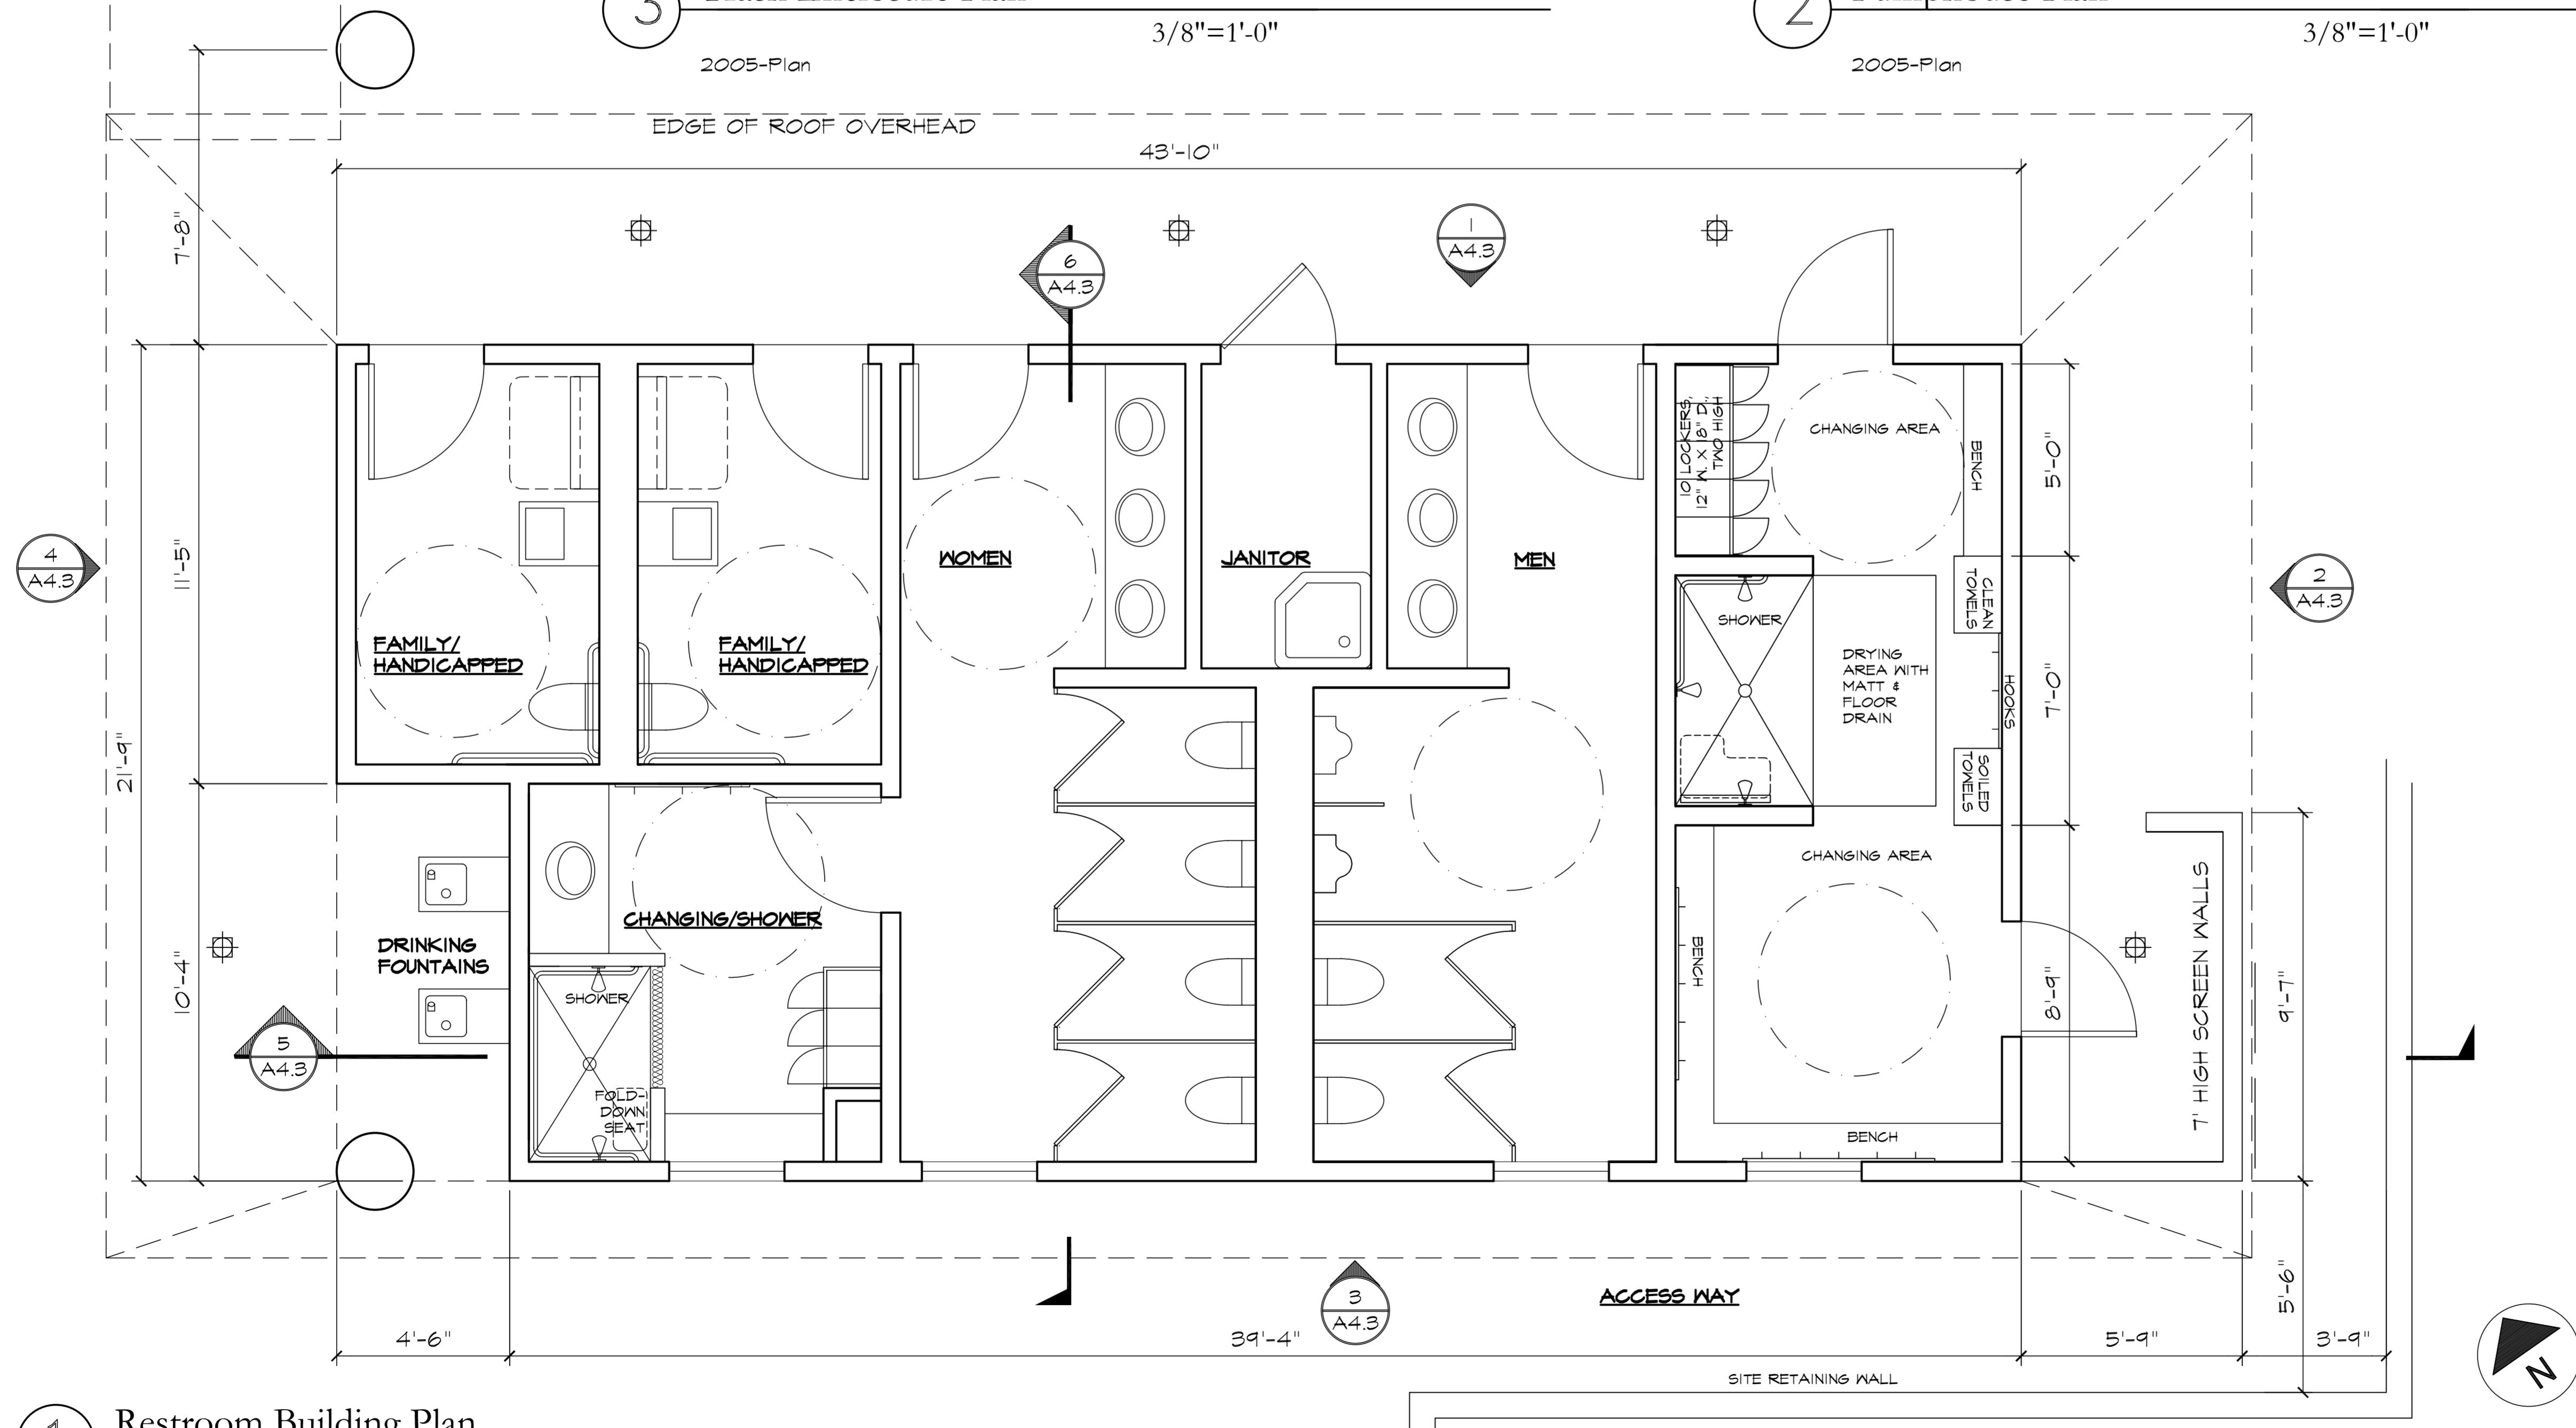 3
3/8"=1'-0"
2005-Plan
2
3/8"=1'-0"
2005-Plan
EDGE OF ROOF OVERHEAD
43'-10"
7'-8"
6
A4.3
1
A4.3
10 LOCKERS,
12" W. X 18" D.,
TWO HIGH
CHANGING AREA
BENCH
5'-0"
4
A4.3
11'-5"
WOMEN
JANITOR
MEN
CLEAN
TOWELS
2
A4.3
SHOWER
FAMILY/
HANDICAPPED
FAMILY/
HANDICAPPED
DRYING
AREA WITH
MATT &
FLOOR
DRAIN
HOOKS
7'-0"
21'-9"
SOILED
TOWELS
CHANGING AREA
CHANGING/SHOWER
DRINKING
FOUNTAINS
10'-4"
BENCH
7' HIGH SCREEN WALLS
8'-9"
9'-7"
SHOWER
5
A4.3
FOLD-
DOWN
SEAT
BENCH
ACCESS WAY
3
A4.3
5'-6"
4'-6"
39'-4"
5'-9"
3'-9"
SITE RETAINING WALL
N
Restroom Building Plan